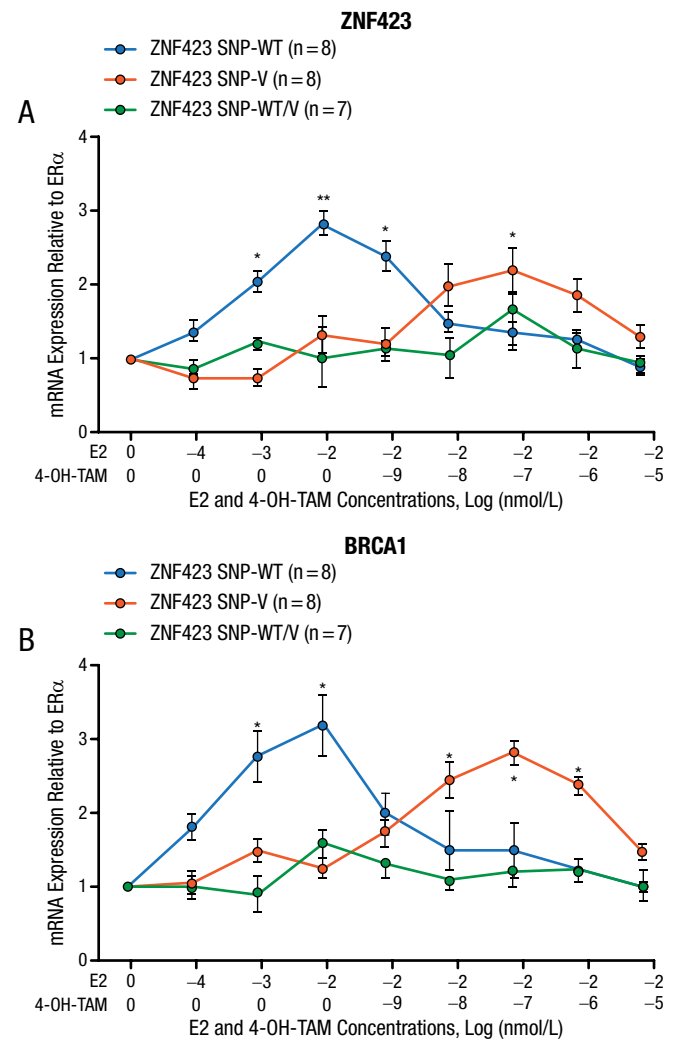 ZNF423
ZNF423 SNP-WT (n = 8)
ZNF423 SNP-V (n = 8)
ZNF423 SNP-WT/V (n = 7)
A
mRNA Expression Relative to ERα
4
3
2
1
0
*
**
*
*
E2 0 –4 –3 –2 –2 –2 –2 –2 –2
4-OH-TAM 0 0 0 0 –9 –8 –7 –6 –5
E2 and 4-OH-TAM Concentrations, Log (nmol/L)
BRCA1
ZNF423 SNP-WT (n = 8)
ZNF423 SNP-V (n = 8)
ZNF423 SNP-WT/V (n = 7)
B
mRNA Expression Relative to ERα
4
3
2
1
0
*
*
*
*
*
E2 0 –4 –3 –2 –2 –2 –2 –2 –2
4-OH-TAM 0 0 0 0 –9 –8 –7 –6 –5
E2 and 4-OH-TAM Concentrations, Log (nmol/L)